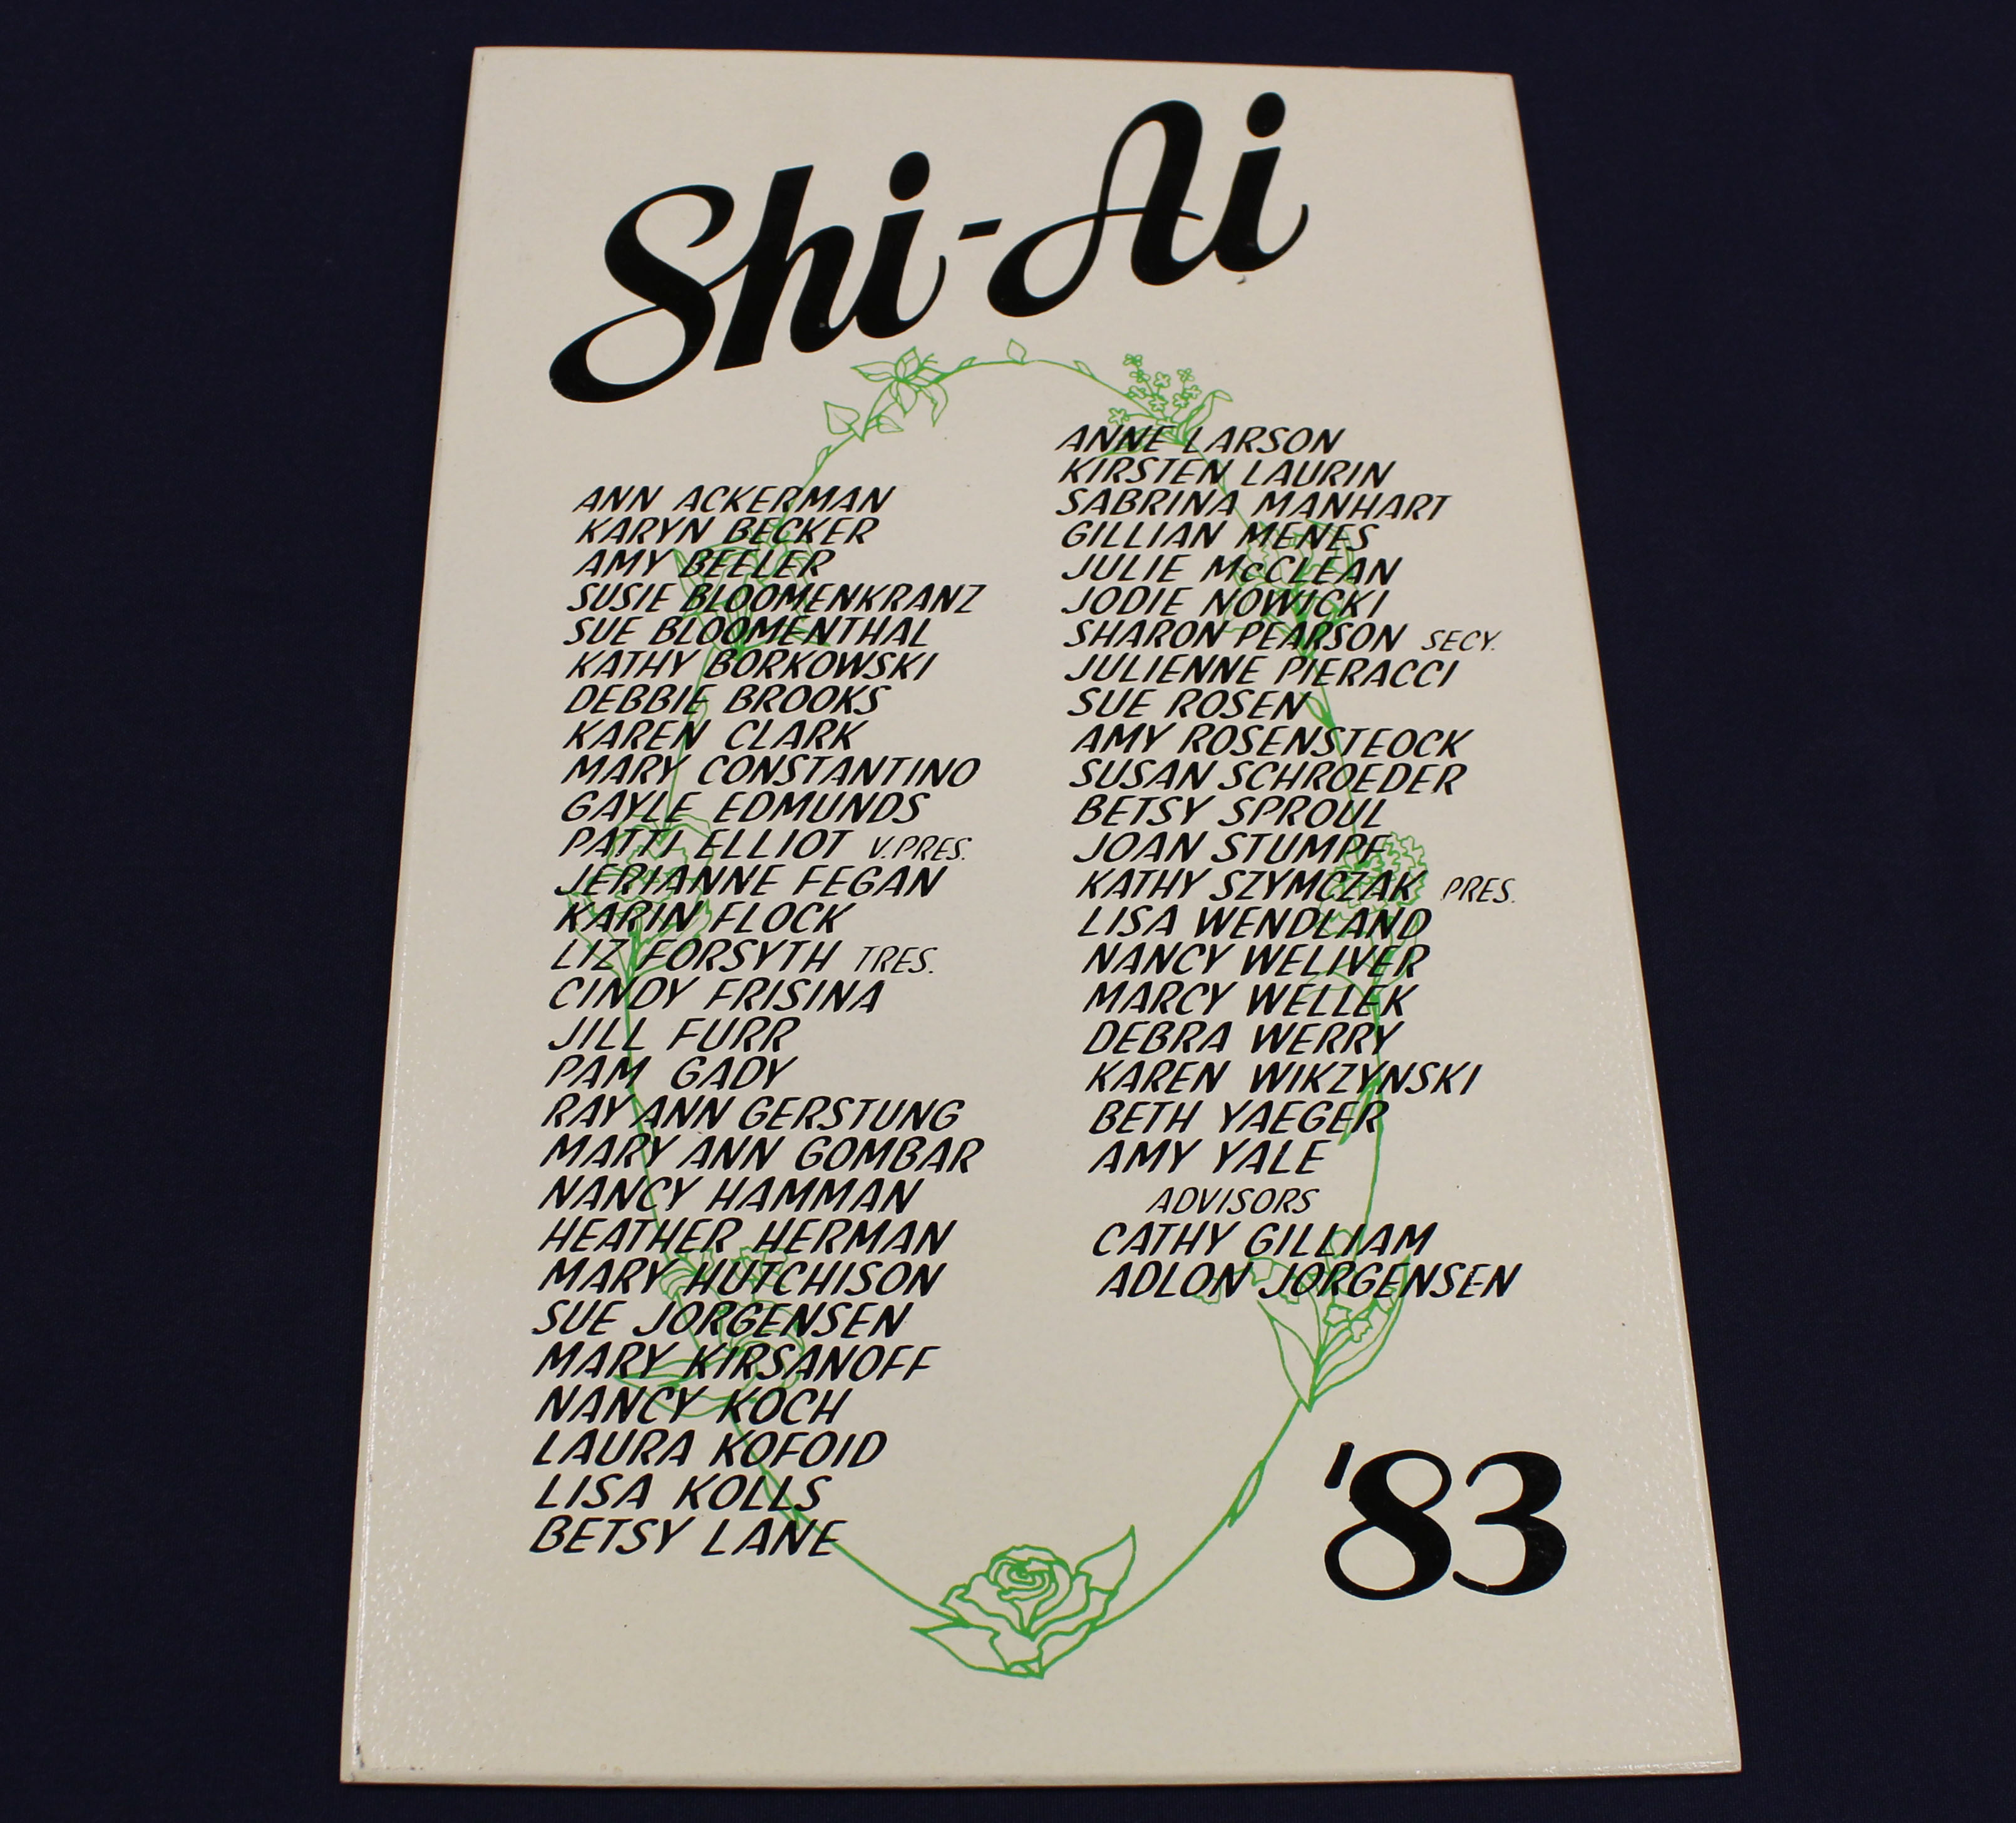 Shi-Ai
ANN ACKERMAN
KARYN BECKER
AMY BEELER
SUSIE BLOOMENKRANZ
SUE BLOOMENTHAL
KATHY BORKOWSKI
DEBBIE BROOKS
KAREN CLARK
MARY CONSTANTINO
GAYLE EDMUNDS
PATTI ELLIOT V.PRES.
JERIANNE FEGAN
KARIN FLOCK
LIZ FORSYTH TRES.
CINDY FRISINA
JILL FURR
PAM GADY
RAY ANN GERSTUNG
MARY ANN GOMBAR
NANCY HAMMAN
HEATHER HERMAN
MARY HUTCHISON
SUE JORGENSEN
MARY KIRSANOFF
NANCY KOCH
LAURA KOFOID
LISA KOLLS
BETSY LANE
ANNE LARSON
KIRSTEN LAURIN
SABRINA MANHART
GILLIAN MENES
JULIE McCLEAN
JODIE NOWICKI
SHARON PEARSON SECY.
JULIENNE PIERACCI
SUE ROSEN
AMY ROSENSTEOCK
SUSAN SCHROEDER
BETSY SPROUL
JOAN STUMPF
KATHY SZYMCZAK PRES.
LISA WENDLAND
NANCY WELIVER
MARCY WELLEK
DEBRA WERRY
KAREN WIKZYNSKI
BETH YAEGER
AMY YALE
ADVISORS
CATHY GILLIAM
ADLON JORGENSEN
'83